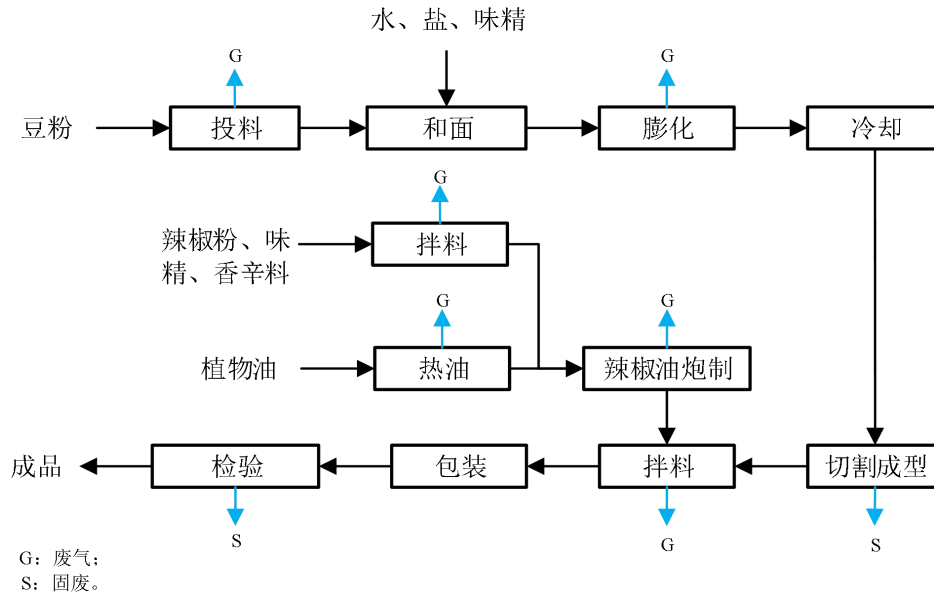 水、盐、味精
G
G
豆粉
投料
和面
膨化
冷却
G
辣椒粉、味
精、香辛料
拌料
G
G
植物油
热油
辣椒油炮制
成品
检验
包装
拌料
切割成型
S
G
S
G：废气；
S：固废。